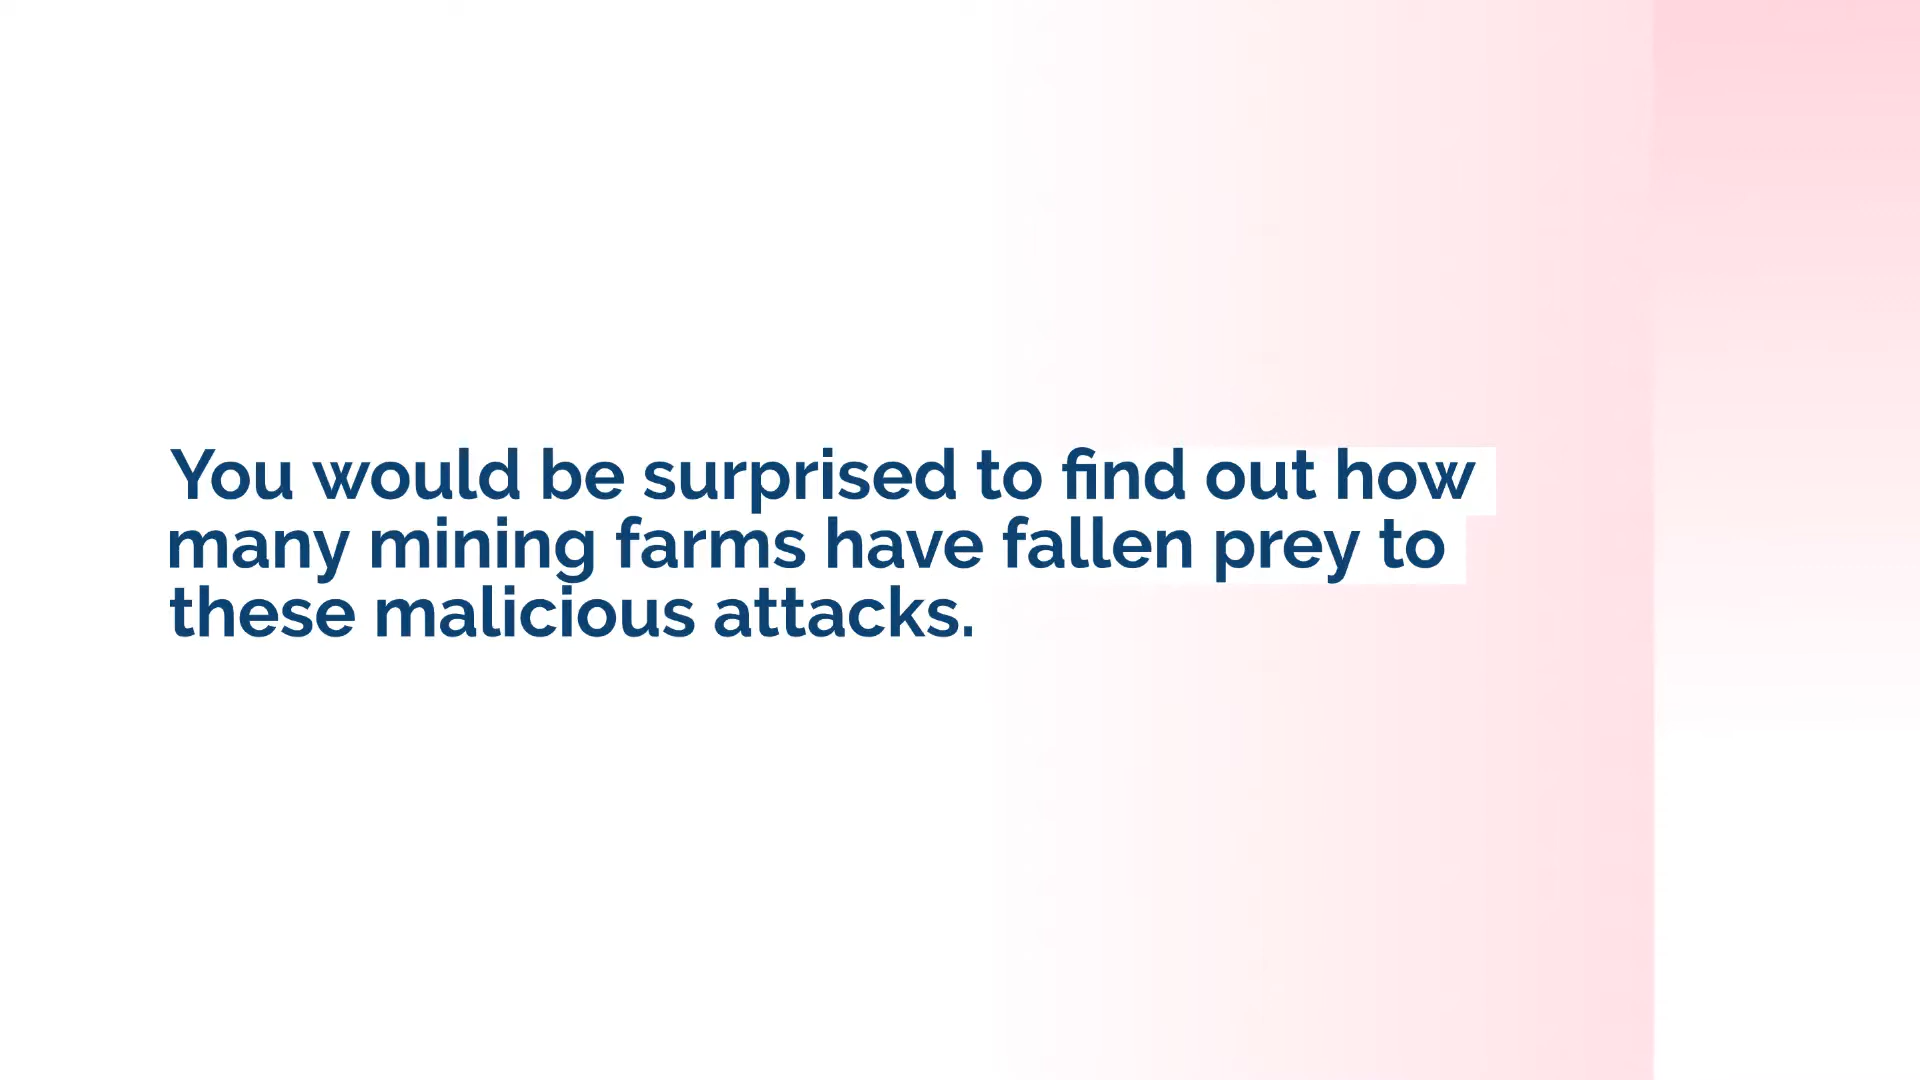 You would be surprised to find out how
many mining farms have fallen prey to
these malicious attacks.